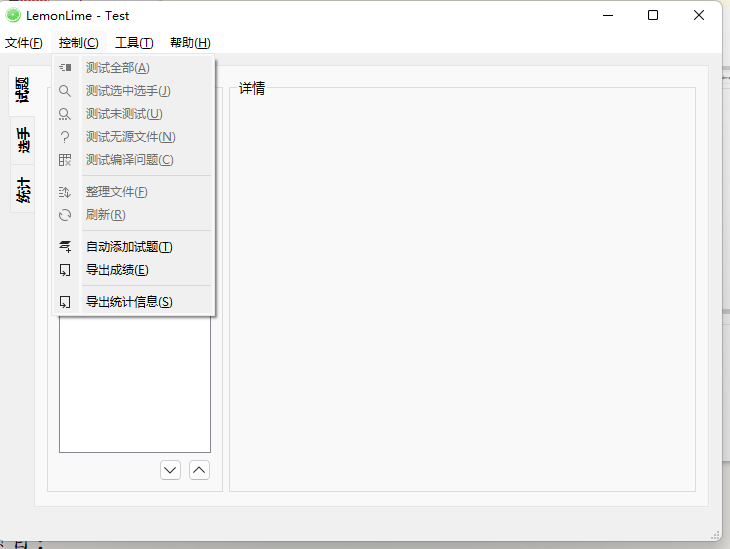 LemonLime - Test
文件(F) 控制(C) 工具(T) 帮助(H)
测试全部(A)
测试选中选手(J)
测试未测试(U)
测试无源文件(N)
测试编译问题(C)
整理文件(F)
刷新(R)
自动添加试题(T)
导出成绩(E)
导出统计信息(S)
试题
选手
统计
详情